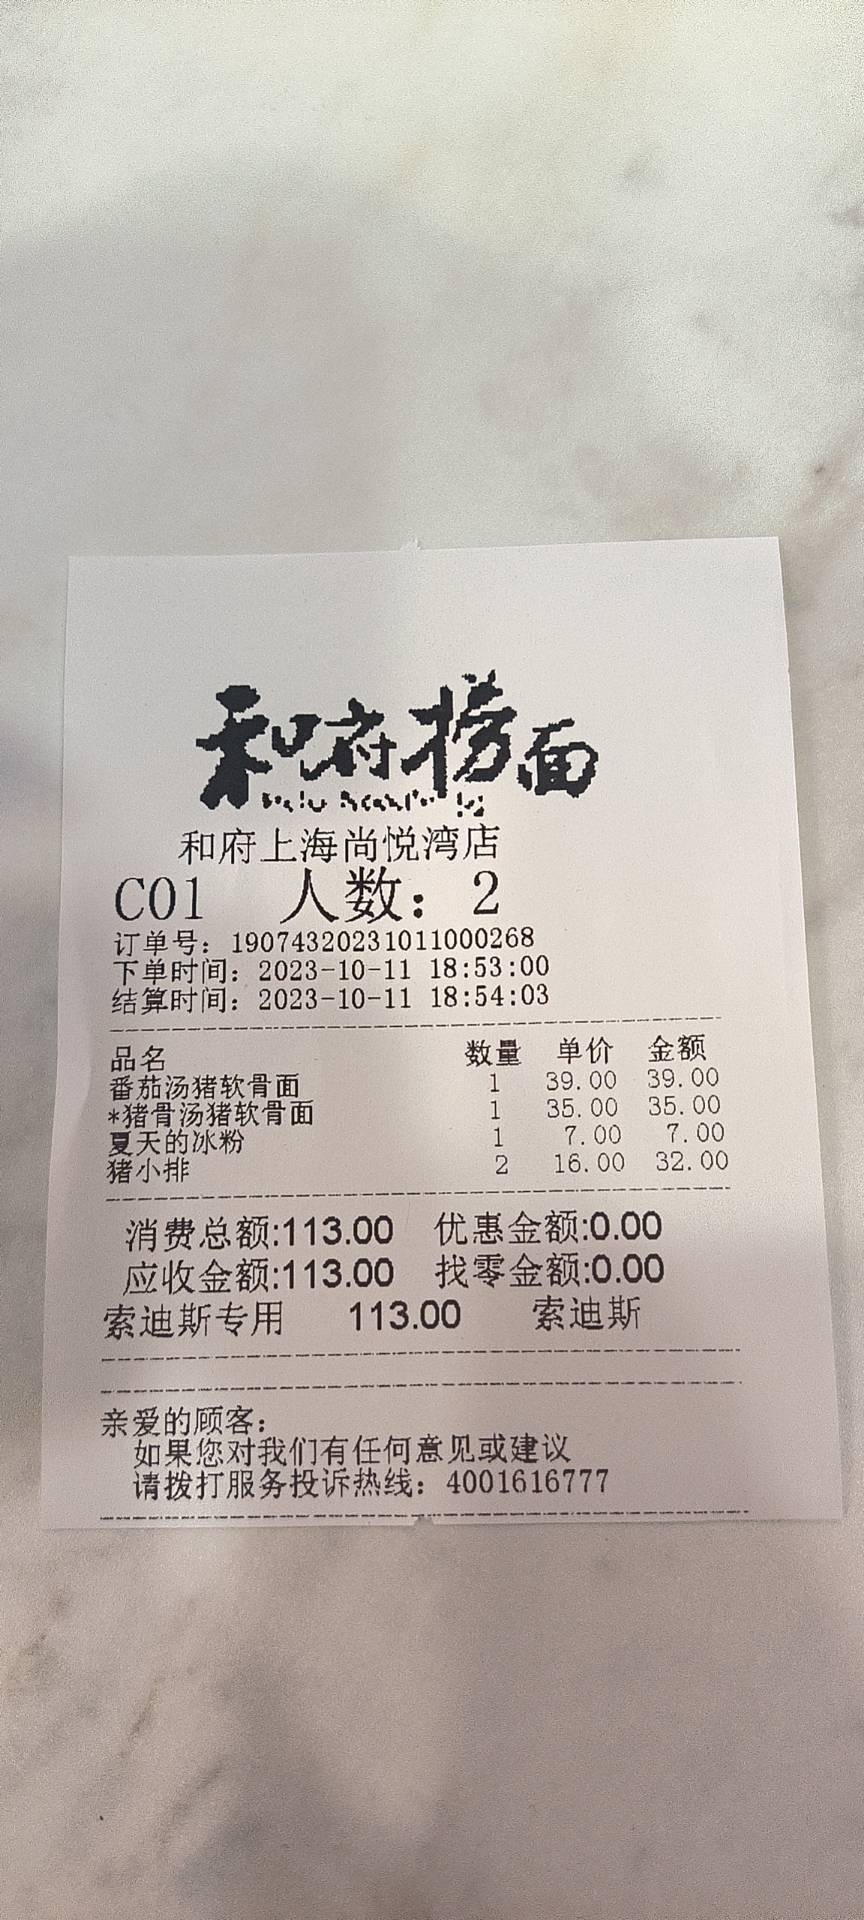 和府捞面
和府上海尚悦湾店
C01 人数：2
订单号：19074320231011000268
下单时间：2023-10-11 18:53:00
结算时间：2023-10-11 18:54:03
品名 数量 单价 金额
番茄汤猪软骨面 1 39.00 39.00
*猪骨汤猪软骨面 1 35.00 35.00
夏天的冰粉 1 7.00 7.00
猪小排 2 16.00 32.00
消费总额:113.00 优惠金额:0.00
应收金额:113.00 找零金额:0.00
索迪斯专用 113.00 索迪斯
亲爱的顾客：
如果您对我们有任何意见或建议
请拨打服务投诉热线：4001616777